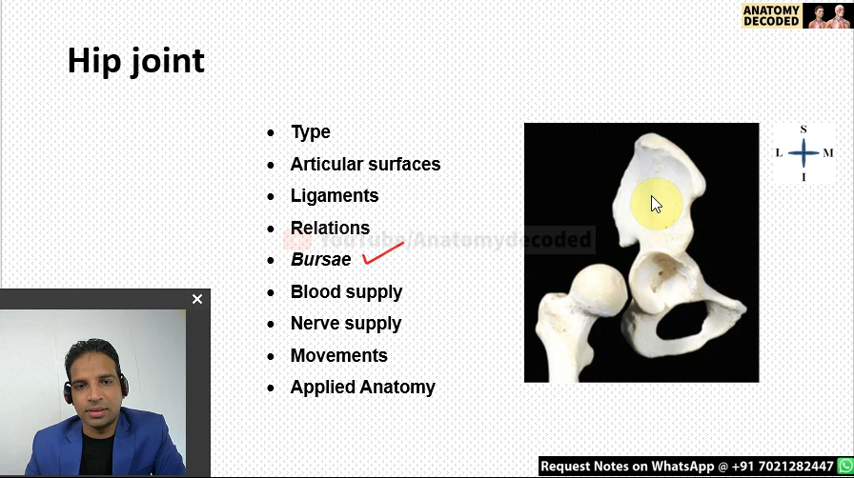 ANATOMY
DECODED
Hip joint
S
L M
I
• Type
• Articular surfaces
• Ligaments
• Relations
YouTube/Anatomydecoded
• Bursae
• Blood supply
• Nerve supply
• Movements
• Applied Anatomy
Request Notes on WhatsApp @ +91 7021282447